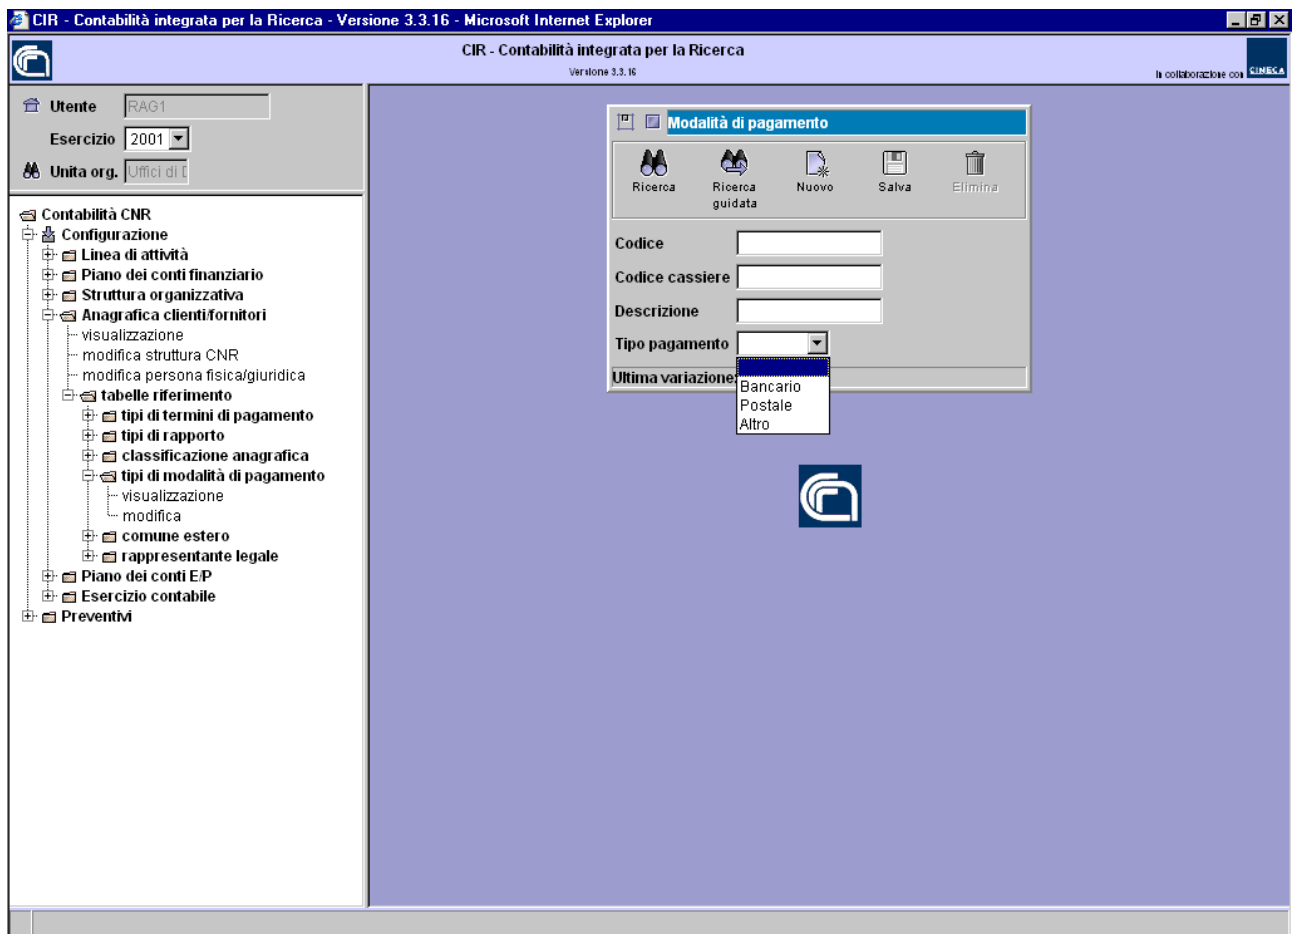 CIR - Contabilità integrata per la Ricerca - Versione 3.3.16 - Microsoft Internet Explorer
CIR - Contabilità integrata per la Ricerca
Versione 3.3.16
In collaborazione con CINECA
Utente RAG1
Esercizio 2001
Unita org. Uffici di D
Contabilità CNR
Configurazione
Linea di attività
Piano dei conti finanziario
Struttura organizzativa
Anagrafica clienti/fornitori
visualizzazione
modifica struttura CNR
modifica persona fisica/giuridica
tabelle riferimento
tipi di termini di pagamento
tipi di rapporto
classificazione anagrafica
tipi di modalità di pagamento
visualizzazione
modifica
comune estero
rappresentante legale
Piano dei conti E/P
Esercizio contabile
Preventivi
Modalità di pagamento
Ricerca
Ricerca guidata
Nuovo
Salva
Elimina
Codice
Codice cassiere
Descrizione
Tipo pagamento
Ultima variazione:
Bancario
Postale
Altro